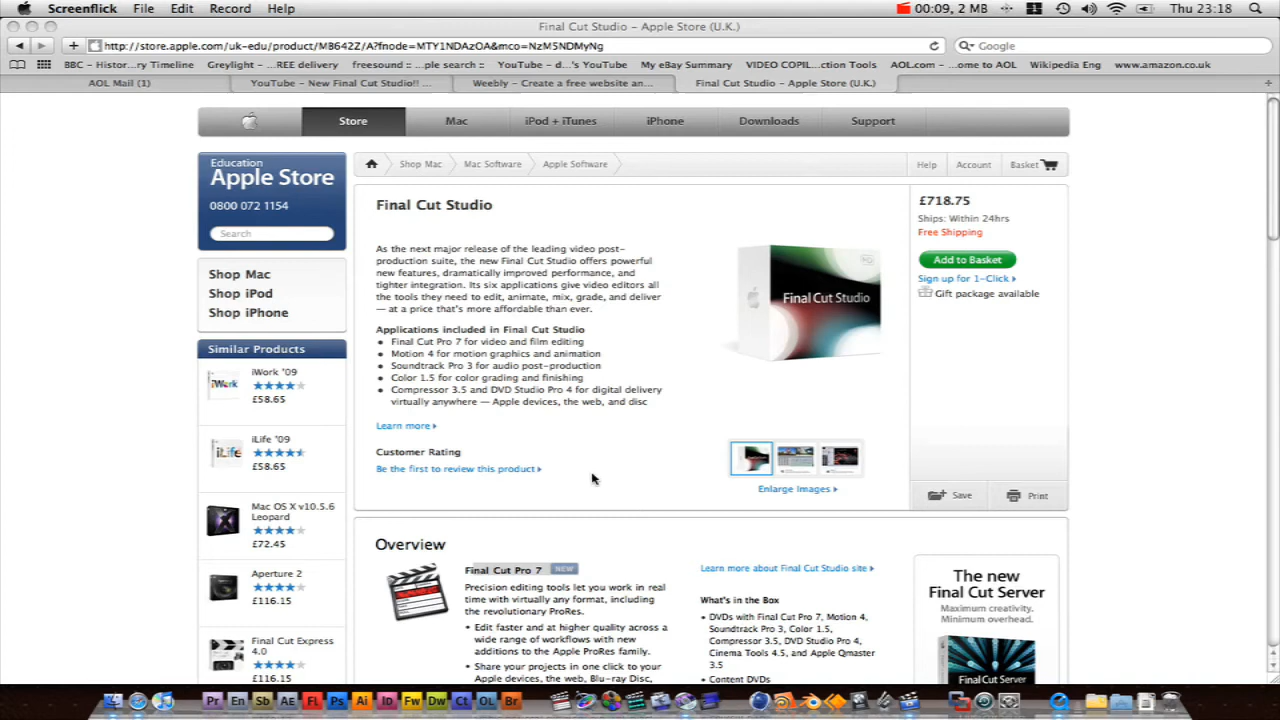 Screenflick File Edit Record Help 00:09, 2 MB Thu 23:18
Final Cut Studio – Apple Store (U.K.)
http://store.apple.com/uk-edu/product/MB642Z/A?fnode=MTY1NDAzOA&mco=NzM5NDMyNg Google
BBC – Histor...ry Timeline Greylight –...REE delivery freesound ::...ple search :: YouTube – d...'s YouTube My eBay Summary VIDEO COPIL...ction Tools AOL.com – ...ome to AOL Wikipedia Eng www.amazon.co.uk
AOL Mail (1) YouTube – New Final Cut Studio!! ... Weebly – Create a free website an... Final Cut Studio – Apple Store (U.K.)
Store Mac iPod + iTunes iPhone Downloads Support
Education
Apple Store
0800 072 1154
Search
Shop Mac
Shop iPod
Shop iPhone
Similar Products
iWork '09
£58.65
iLife '09
£58.65
Mac OS X v10.5.6
Leopard
£72.45
Aperture 2
£116.15
Final Cut Express
4.0
£116.15
Shop Mac Mac Software Apple Software Help Account Basket
Final Cut Studio
As the next major release of the leading video post-
production suite, the new Final Cut Studio offers powerful
new features, dramatically improved performance, and
tighter integration. Its six applications give video editors all
the tools they need to edit, animate, mix, grade, and deliver
— at a price that's more affordable than ever.
Applications included in Final Cut Studio
• Final Cut Pro 7 for video and film editing
• Motion 4 for motion graphics and animation
• Soundtrack Pro 3 for audio post-production
• Color 1.5 for color grading and finishing
• Compressor 3.5 and DVD Studio Pro 4 for digital delivery
virtually anywhere — Apple devices, the web, and disc
Learn more
Customer Rating
Be the first to review this product
Final Cut Studio
Enlarge Images
£718.75
Ships: Within 24hrs
Free Shipping
Add to Basket
Sign up for 1-Click
Gift package available
Save Print
Overview
Final Cut Pro 7 NEW
Precision editing tools let you work in real
time with virtually any format, including
the revolutionary ProRes.
• Edit faster and at higher quality across a
wide range of workflows with new
additions to the Apple ProRes family.
• Share your projects in one click to your
Apple devices, the web, Blu-ray Disc,
Learn more about Final Cut Studio site
What's in the Box
• DVDs with Final Cut Pro 7, Motion 4,
Soundtrack Pro 3, Color 1.5,
Compressor 3.5, DVD Studio Pro 4,
Cinema Tools 4.5, and Apple Qmaster
3.5
• Content DVDs
The new
Final Cut Server
Maximum creativity.
Minimum overhead.
Pr En Sb AE FL Ps Ai Id Fw Dw Ct OL Br